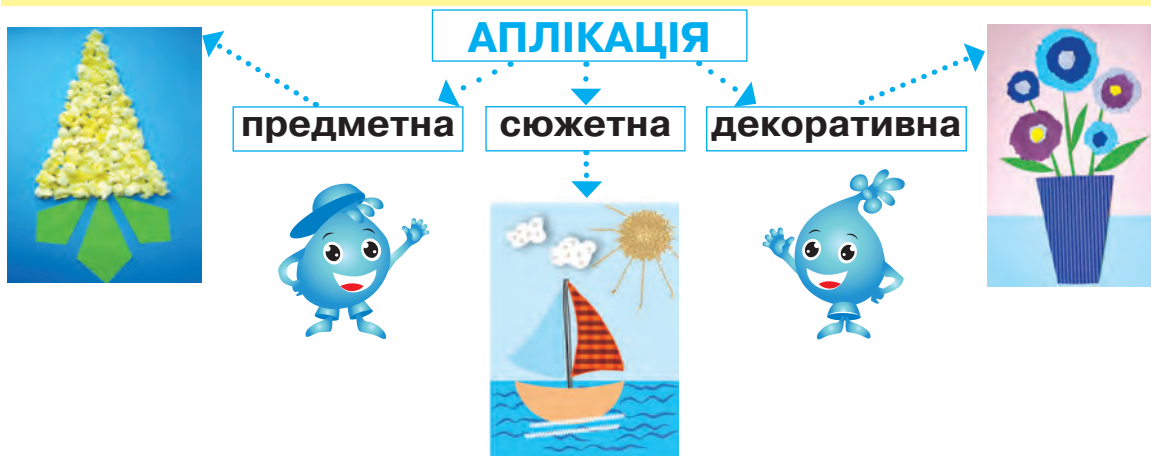 АПЛІКАЦІЯ
предметна сюжетна декоративна